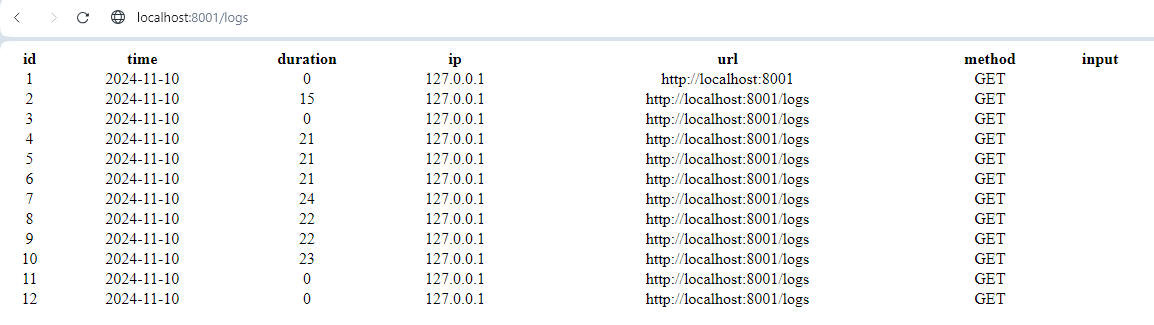 localhost:8001/logs
id time duration ip url method input
1 2024-11-10 0 127.0.0.1 http://localhost:8001 GET
2 2024-11-10 15 127.0.0.1 http://localhost:8001/logs GET
3 2024-11-10 0 127.0.0.1 http://localhost:8001/logs GET
4 2024-11-10 21 127.0.0.1 http://localhost:8001/logs GET
5 2024-11-10 21 127.0.0.1 http://localhost:8001/logs GET
6 2024-11-10 21 127.0.0.1 http://localhost:8001/logs GET
7 2024-11-10 24 127.0.0.1 http://localhost:8001/logs GET
8 2024-11-10 22 127.0.0.1 http://localhost:8001/logs GET
9 2024-11-10 22 127.0.0.1 http://localhost:8001/logs GET
10 2024-11-10 23 127.0.0.1 http://localhost:8001/logs GET
11 2024-11-10 0 127.0.0.1 http://localhost:8001/logs GET
12 2024-11-10 0 127.0.0.1 http://localhost:8001/logs GET